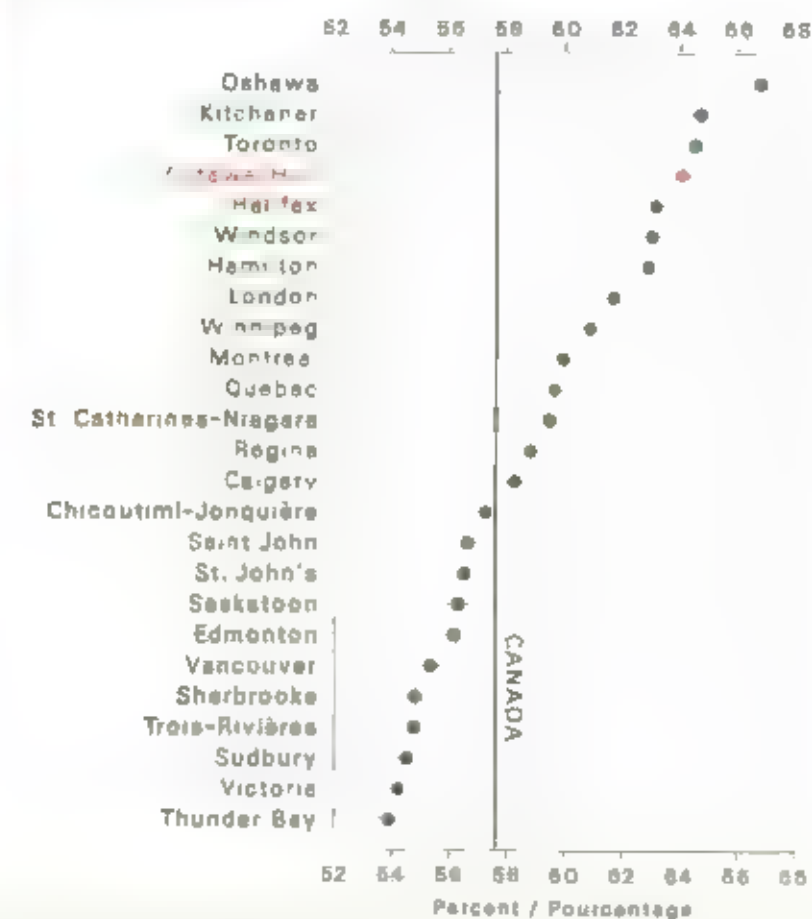 52 54 56 58 60 62 64 66 68
Oshawa
Kitchener
Toronto
Halifax
Windsor
Hamilton
London
Winnipeg
Montreal
Quebec
St. Catharines-Niagara
Regina
Calgary
Chicoutimi-Jonquière
Saint John
St. John's
Saskatoon
Edmonton
Vancouver
Sherbrooke
Trois-Rivières
Sudbury
Victoria
Thunder Bay
CANADA
52 54 56 58 60 62 64 66 68
Percent / Pourcentage